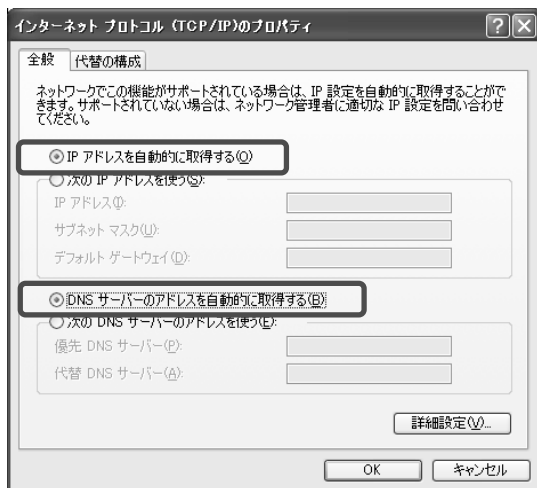 インターネット プロトコル (TCP/IP)のプロパティ
全般
代替の構成
ネットワークでこの機能がサポートされている場合は、IP 設定を自動的に取得することがで
きます。サポートされていない場合は、ネットワーク管理者に適切な IP 設定を問い合わせ
てください。
IP アドレスを自動的に取得する(O)
次の IP アドレスを使う(S):
IP アドレス(I):
サブネット マスク(U):
デフォルト ゲートウェイ(D):
DNS サーバーのアドレスを自動的に取得する(B)
次の DNS サーバーのアドレスを使う(E):
優先 DNS サーバー(P):
代替 DNS サーバー(A):
詳細設定(V)...
OK
キャンセル